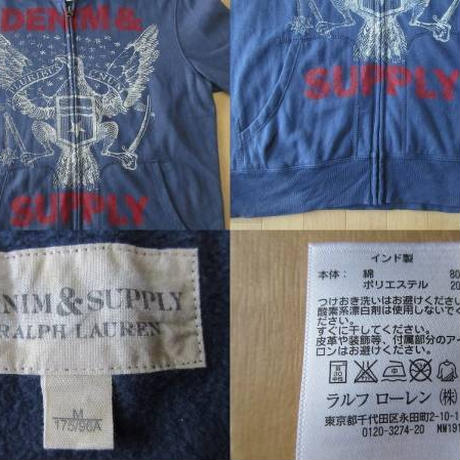 DENIM &
SUPPLY
SUPPLY
NIM & SUPPLY
RALPH LAUREN
M
175/96A
インド製
本体： 綿 80
ポリエステル 20
つけおき洗いはお避けくださ
酸素系漂白剤は使用しないでく
ださい。
すぐに干してください。
皮革や装飾等、付属部分のアイ
ロンはお避けください。
ラルフ ローレン（株）
東京都千代田区永田町2-10-
0120-3274-20 MW191